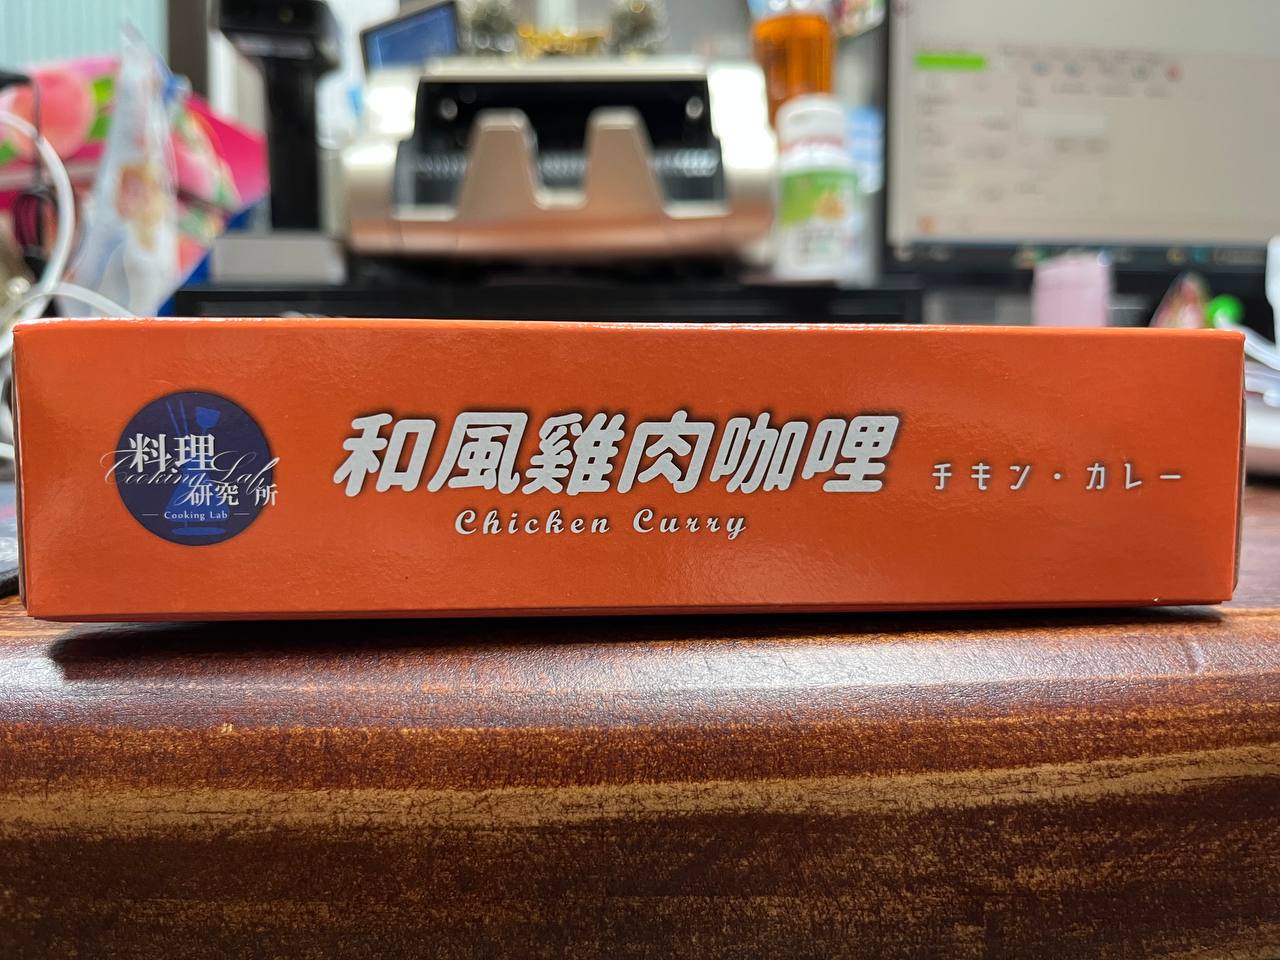 料理
Cooking Lab
研究所
Cooking Lab
和風雞肉咖哩
Chicken Curry
チキン・カレー